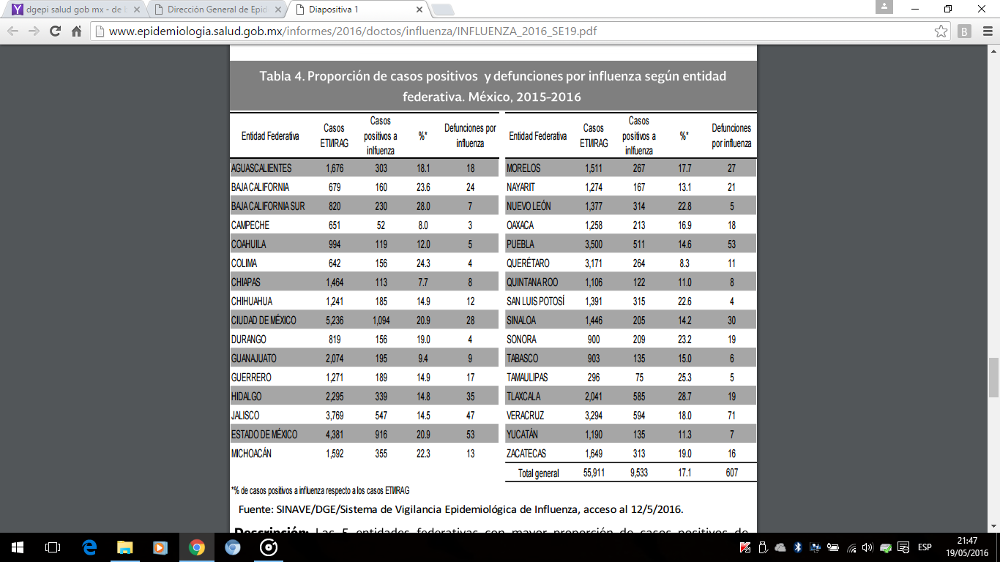 dgepi salud gob mx - de b
Dirección General de Epid
Diapositiva 1
www.epidemiologia.salud.gob.mx/informes/2016/doctos/influenza/INFLUENZA_2016_SE19.pdf
Tabla 4. Proporción de casos positivos y defunciones por influenza según entidad
federativa. México, 2015-2016
Entidad Federativa Casos ETI/IRAG Casos positivos a inlfuenza %* Defunciones por influenza
AGUASCALIENTES 1,676 303 18.1 18
BAJA CALIFORNIA 679 160 23.6 24
BAJA CALIFORNIA SUR 820 230 28.0 7
CAMPECHE 651 52 8.0 3
COAHUILA 994 119 12.0 5
COLIMA 642 156 24.3 4
CHIAPAS 1,464 113 7.7 8
CHIHUAHUA 1,241 185 14.9 12
CIUDAD DE MÉXICO 5,236 1,094 20.9 28
DURANGO 819 156 19.0 4
GUANAJUATO 2,074 195 9.4 9
GUERRERO 1,271 189 14.9 17
HIDALGO 2,295 339 14.8 35
JALISCO 3,769 547 14.5 47
ESTADO DE MÉXICO 4,381 916 20.9 53
MICHOACÁN 1,592 355 22.3 13
Entidad Federativa Casos ETI/IRAG Casos positivos a inlfuenza %* Defunciones por influenza
MORELOS 1,511 267 17.7 27
NAYARIT 1,274 167 13.1 21
NUEVO LEÓN 1,377 314 22.8 5
OAXACA 1,258 213 16.9 18
PUEBLA 3,500 511 14.6 53
QUERÉTARO 3,171 264 8.3 11
QUINTANA ROO 1,106 122 11.0 8
SAN LUIS POTOSÍ 1,391 315 22.6 4
SINALOA 1,446 205 14.2 30
SONORA 900 209 23.2 19
TABASCO 903 135 15.0 6
TAMAULIPAS 296 75 25.3 5
TLAXCALA 2,041 585 28.7 19
VERACRUZ 3,294 594 18.0 71
YUCATÁN 1,190 135 11.3 7
ZACATECAS 1,649 313 19.0 16
Total general 55,911 9,533 17.1 607
*% de casos positivos a influenza respecto a los casos ETI/IRAG
Fuente: SINAVE/DGE/Sistema de Vigilancia Epidemiológica de Influenza, acceso al 12/5/2016.
Descripción: Las 5 entidades federativas con mayor proporción de casos positivos de
ESP
21:47
19/05/2016